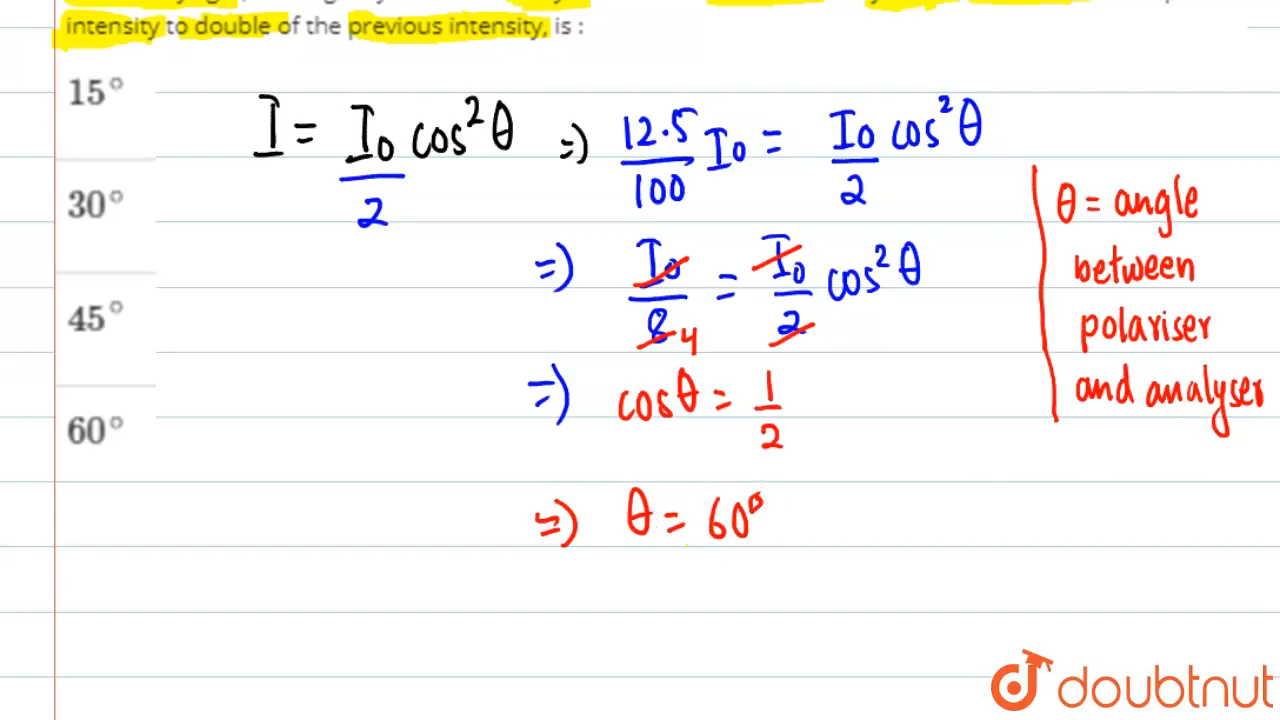 intensity to double of the previous intensity, is :
15°
30°
45°
60°
I = I₀/2 cos²θ ⇒ 12.5/100 I₀ = I₀/2 cos²θ
⇒ I₀/8 4 = I₀/2 cos²θ
⇒ cosθ = 1/2
⇒ θ = 60°
θ = angle
between
polariser
and analyser
doubtnut